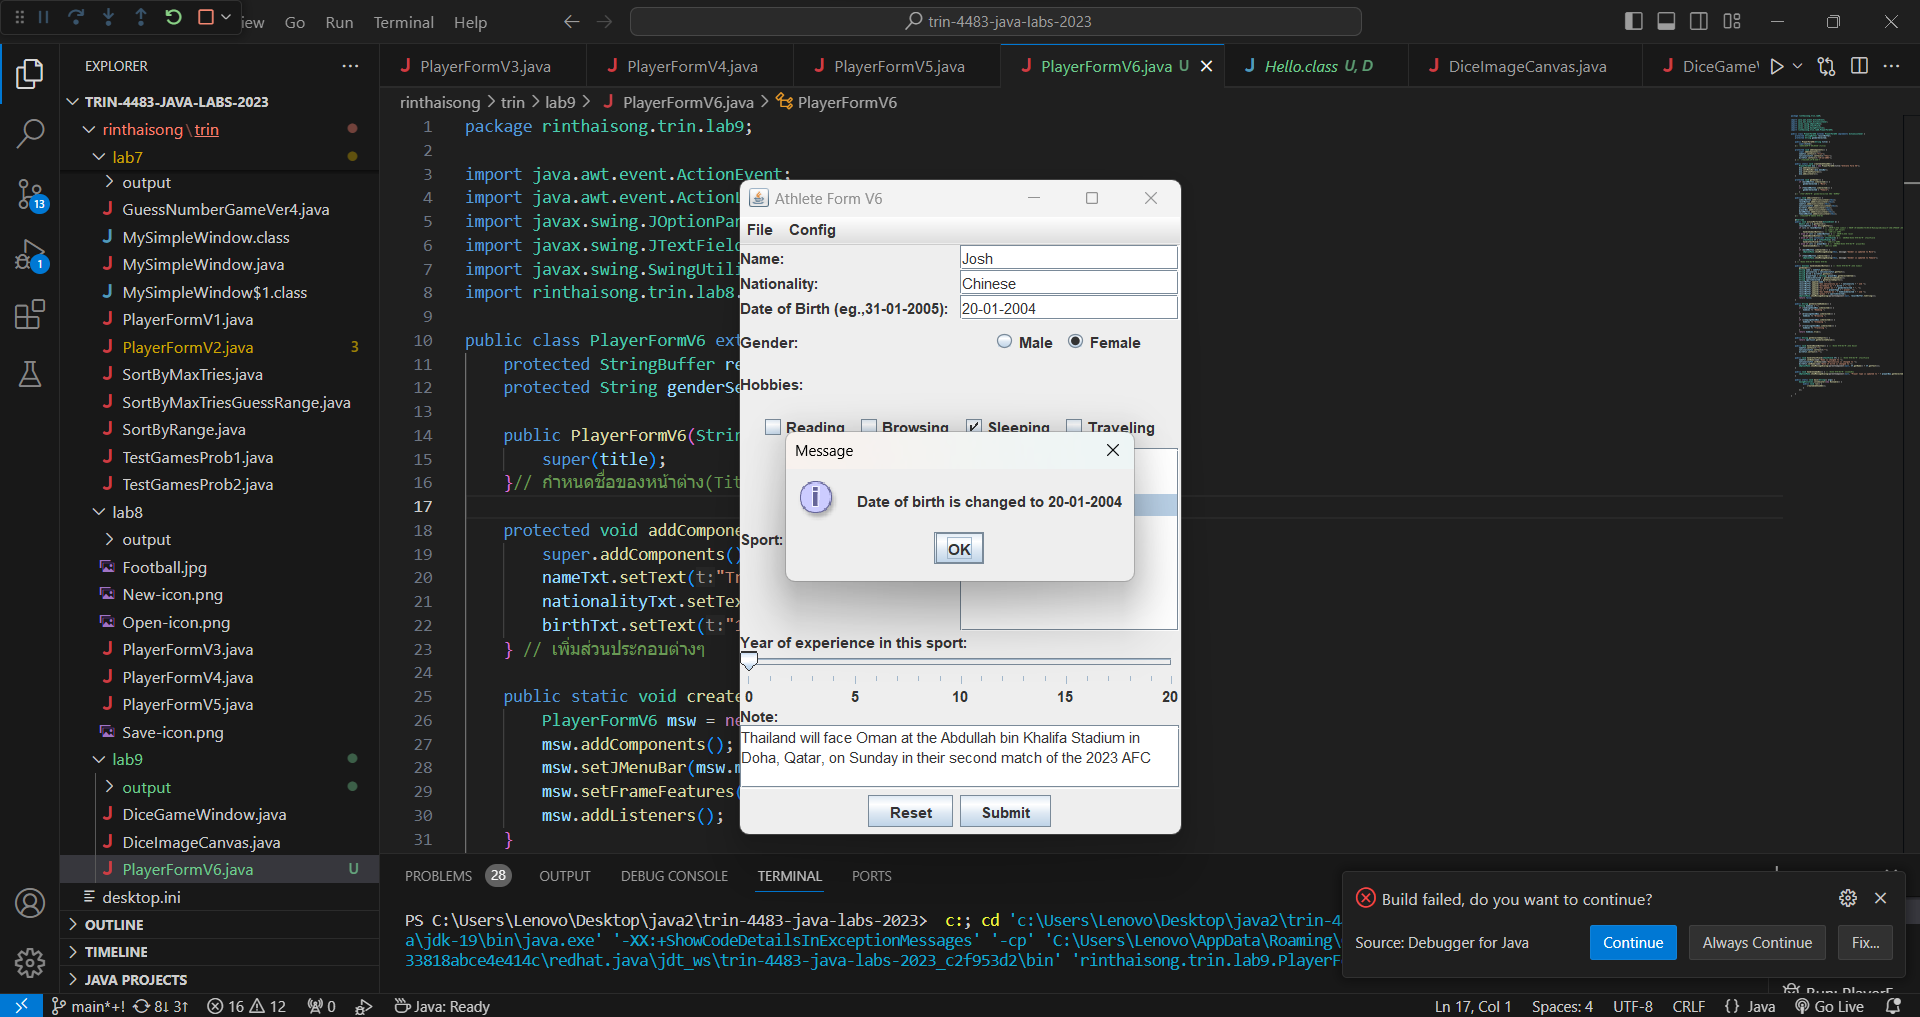 iew Go Run Terminal Help
trin-4483-java-labs-2023
EXPLORER
TRIN-4483-JAVA-LABS-2023
rinthaisong\trin
lab7
output
GuessNumberGameVer4.java
MySimpleWindow.class
MySimpleWindow.java
MySimpleWindow$1.class
PlayerFormV1.java
PlayerFormV2.java 3
SortByMaxTries.java
SortByMaxTriesGuessRange.java
SortByRange.java
TestGamesProb1.java
TestGamesProb2.java
lab8
output
Football.jpg
New-icon.png
Open-icon.png
PlayerFormV3.java
PlayerFormV4.java
PlayerFormV5.java
Save-icon.png
lab9
output
DiceGameWindow.java
DiceImageCanvas.java
PlayerFormV6.java U
desktop.ini
OUTLINE
TIMELINE
JAVA PROJECTS
13
1
PlayerFormV3.java PlayerFormV4.java PlayerFormV5.java PlayerFormV6.java U Hello.class U, D DiceImageCanvas.java DiceGameW
rinthaisong > trin > lab9 > PlayerFormV6.java > PlayerFormV6
1 package rinthaisong.trin.lab9;
2
3 import java.awt.event.ActionEvent;
4 import java.awt.event.ActionL
5 import javax.swing.JOptionPan
6 import javax.swing.JTextField
7 import javax.swing.SwingUtili
8 import rinthaisong.trin.lab8.
9
10 public class PlayerFormV6 ext
11 protected StringBuffer re
12 protected String genderSe
13
14 public PlayerFormV6(Strin
15 super(title);
16 }// กำหนดชื่อของหน้าต่าง(Tit
17
18 protected void addCompone
19 super.addComponents()
20 nameTxt.setText(t:"Tr
21 nationalityTxt.setTex
22 birthTxt.setText(t:"1
23 } // เพิ่มส่วนประกอบต่างๆ
24
25 public static void create
26 PlayerFormV6 msw = ne
27 msw.addComponents();
28 msw.setJMenuBar(msw.m
29 msw.setFrameFeatures(
30 msw.addListeners();
31 }
Athlete Form V6
File Config
Name: Josh
Nationality: Chinese
Date of Birth (eg.,31-01-2005): 20-01-2004
Gender: Male Female
Hobbies:
Reading Browsing Sleeping Traveling
Message
Date of birth is changed to 20-01-2004
OK
Sport:
Year of experience in this sport:
0 5 10 15 20
Note:
Thailand will face Oman at the Abdullah bin Khalifa Stadium in
Doha, Qatar, on Sunday in their second match of the 2023 AFC
Reset Submit
PROBLEMS 28 OUTPUT DEBUG CONSOLE TERMINAL PORTS
PS C:\Users\Lenovo\Desktop\java2\trin-4483-java-labs-2023> c:; cd 'c:\Users\Lenovo\Desktop\java2\trin-4
a\jdk-19\bin\java.exe' '-XX:+ShowCodeDetailsInExceptionMessages' '-cp' 'C:\Users\Lenovo\AppData\Roaming\
33818abce4e414c\redhat.java\jdt_ws\trin-4483-java-labs-2023_c2f953d2\bin' 'rinthaisong.trin.lab9.PlayerF
Build failed, do you want to continue?
Source: Debugger for Java
Continue Always Continue Fix...
main*+! 8↓ 3↑ 16 12 0 Java: Ready
Ln 17, Col 1 Spaces: 4 UTF-8 CRLF {} Java Go Live